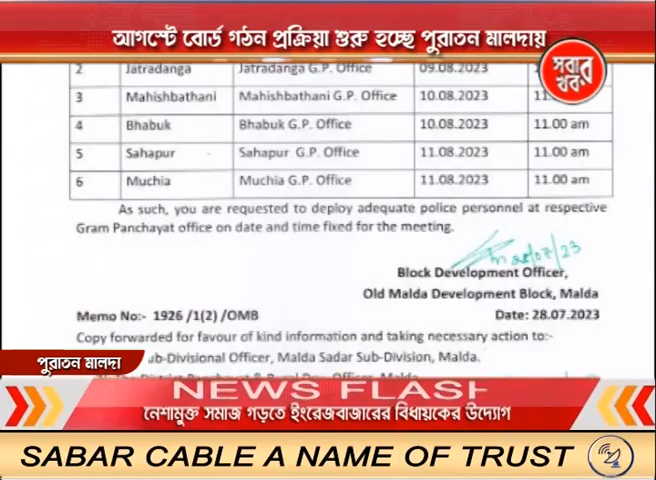 আগস্টে বোর্ড গঠন প্রক্রিয়া শুরু হচ্ছে পুরাতন মালদায়
সবার খবর
2 Jatradanga Jatradanga G.P. Office 09.08.2023
3 Mahishbathani Mahishbathani G.P. Office 10.08.2023 11.
4 Bhabuk Bhabuk G.P. Office 10.08.2023 11.00 am
5 Sahapur Sahapur G.P. Office 11.08.2023 11.00 am
6 Muchia Muchia G.P. Office 11.08.2023 11.00 am
As such, you are requested to deploy adequate police personnel at respective
Gram Panchayat office on date and time fixed for the meeting.
Block Development Officer,
Old Malda Development Block, Malda
Memo No:- 1926 /1(2) /OMB Date: 28.07.2023
Copy forwarded for favour of kind information and taking necessary action to:-
ub-Divisional Officer, Malda Sadar Sub-Division, Malda.
পুরাতন মালদা
NEWS FLASH
নেশামুক্ত সমাজ গড়তে ইংরেজবাজারের বিধায়কের উদ্যোগ
SABAR CABLE A NAME OF TRUST